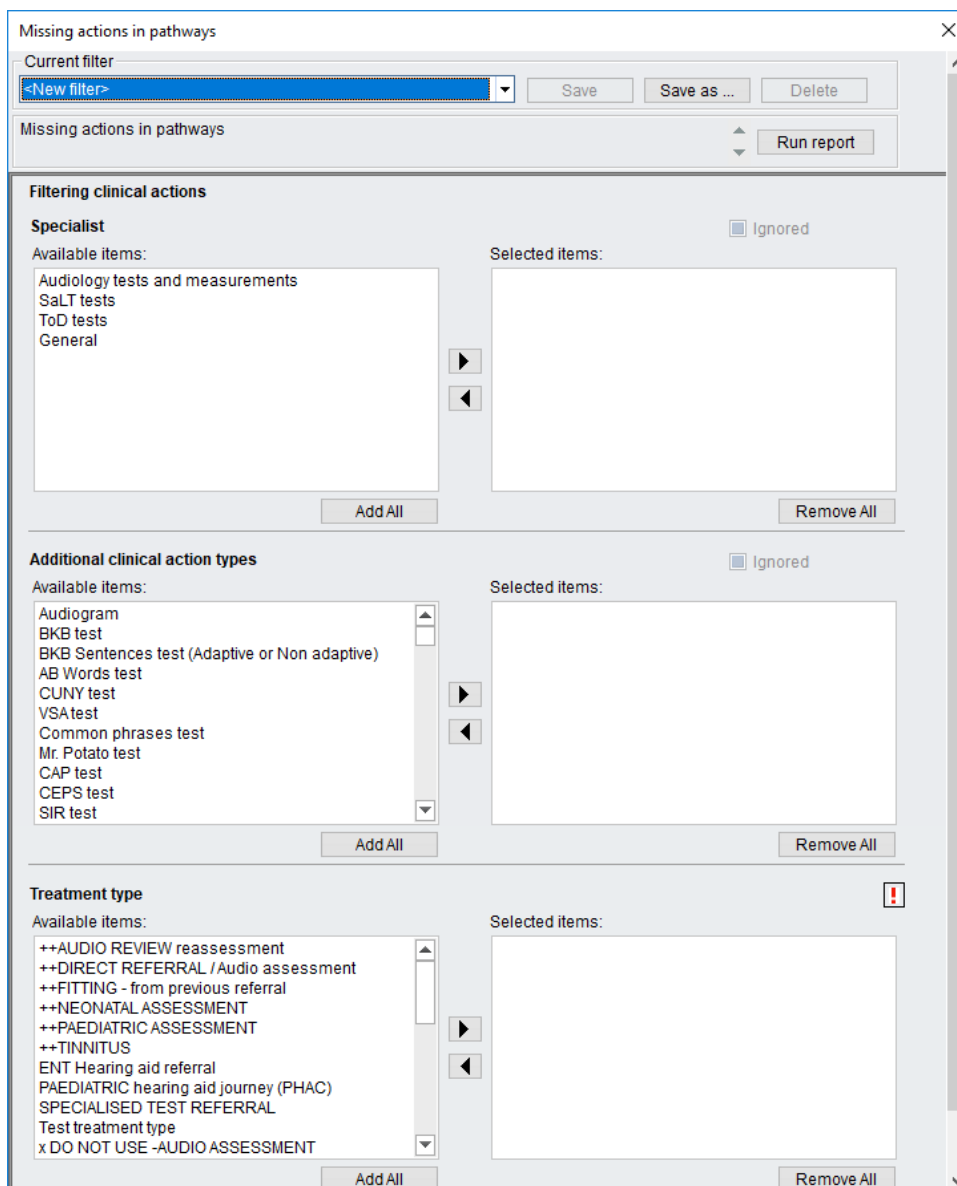 Missing actions in pathways
Current filter
<New filter>
Save
Save as ...
Delete
Missing actions in pathways
Run report
Filtering clinical actions
Specialist
Ignored
Available items:
Selected items:
Audiology tests and measurements
SaLT tests
ToD tests
General
Add All
Remove All
Additional clinical action types
Ignored
Available items:
Selected items:
Audiogram
BKB test
BKB Sentences test (Adaptive or Non adaptive)
AB Words test
CUNY test
VSA test
Common phrases test
Mr. Potato test
CAP test
CEPS test
SIR test
Add All
Remove All
Treatment type
!
Available items:
Selected items:
++AUDIO REVIEW reassessment
++DIRECT REFERRAL / Audio assessment
++FITTING - from previous referral
++NEONATAL ASSESSMENT
++PAEDIATRIC ASSESSMENT
++TINNITUS
ENT Hearing aid referral
PAEDIATRIC hearing aid journey (PHAC)
SPECIALISED TEST REFERRAL
Test treatment type
x DO NOT USE -AUDIO ASSESSMENT
Add All
Remove All